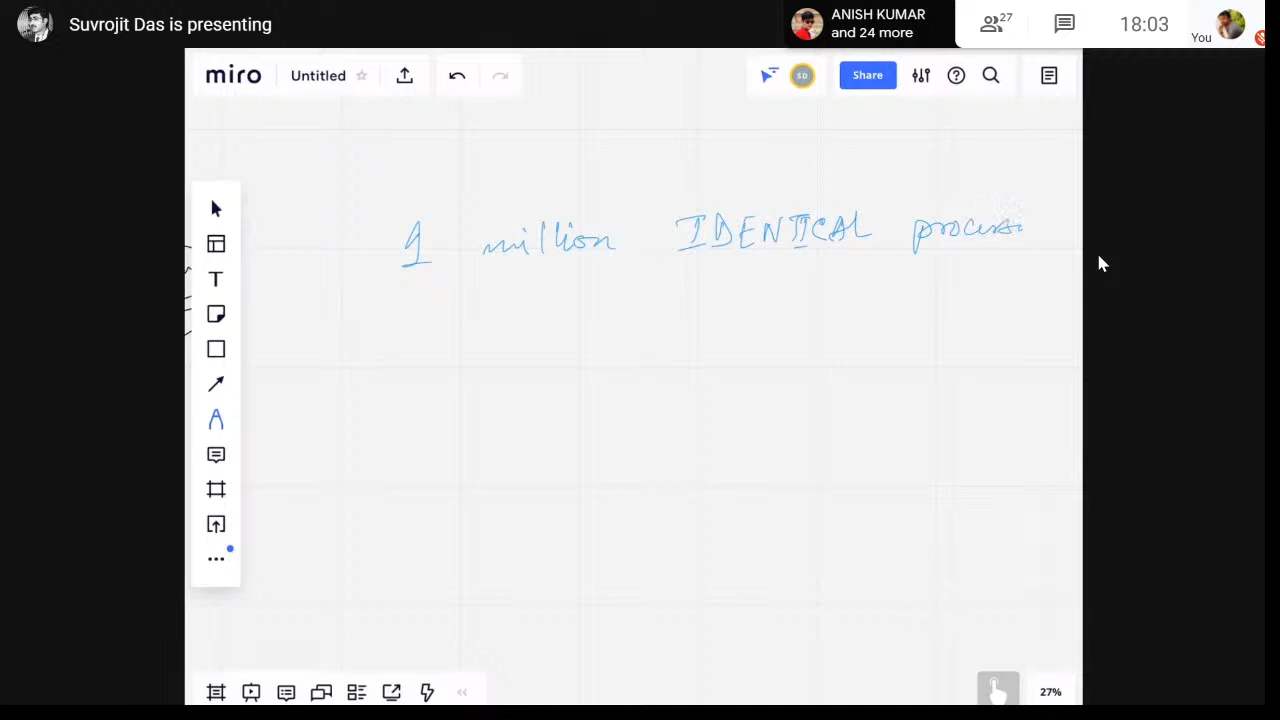 Suvrojit Das is presenting
ANISH KUMAR
and 24 more
27
18:03
You
miro
Untitled
SD
Share
T
1 million IDENTICAL process
27%